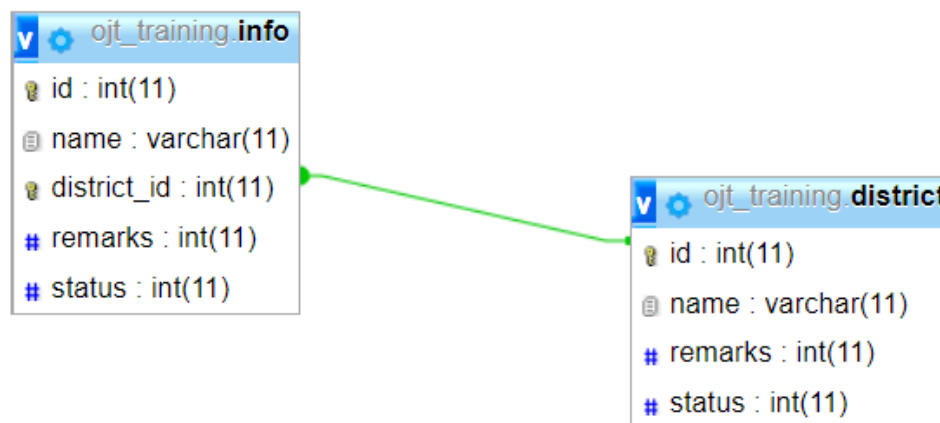 v ojt_training.info
id : int(11)
name : varchar(11)
district_id : int(11)
# remarks : int(11)
# status : int(11)
v ojt_training.district
id : int(11)
name : varchar(11)
# remarks : int(11)
# status : int(11)